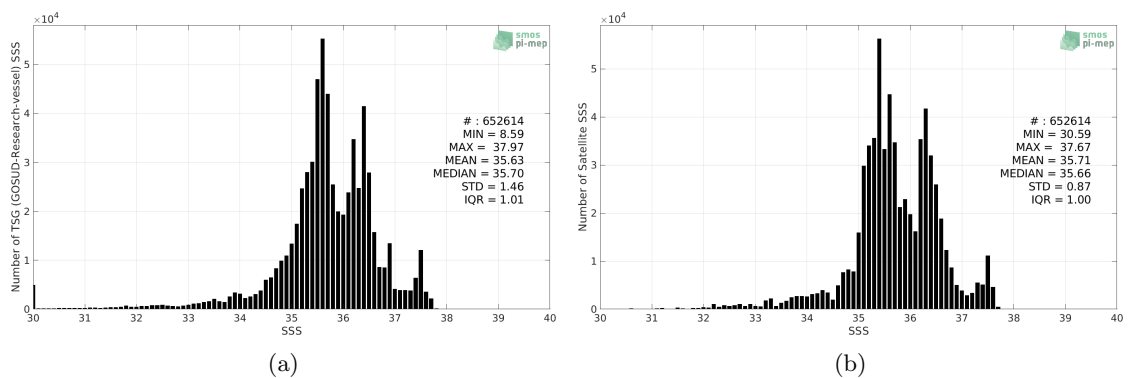 ×10⁴
Number of TSG (GOSUD-Research-vessel) SSS
5
4
3
2
1
0
smos
pi-mep
# : 652614
MIN = 8.59
MAX = 37.97
MEAN = 35.63
MEDIAN = 35.70
STD = 1.46
IQR = 1.01
30 31 32 33 34 35 36 37 38 39 40
SSS
(a)
×10⁴
Number of Satellite SSS
5
4
3
2
1
0
smos
pi-mep
# : 652614
MIN = 30.59
MAX = 37.67
MEAN = 35.71
MEDIAN = 35.66
STD = 0.87
IQR = 1.00
30 31 32 33 34 35 36 37 38 39 40
SSS
(b)